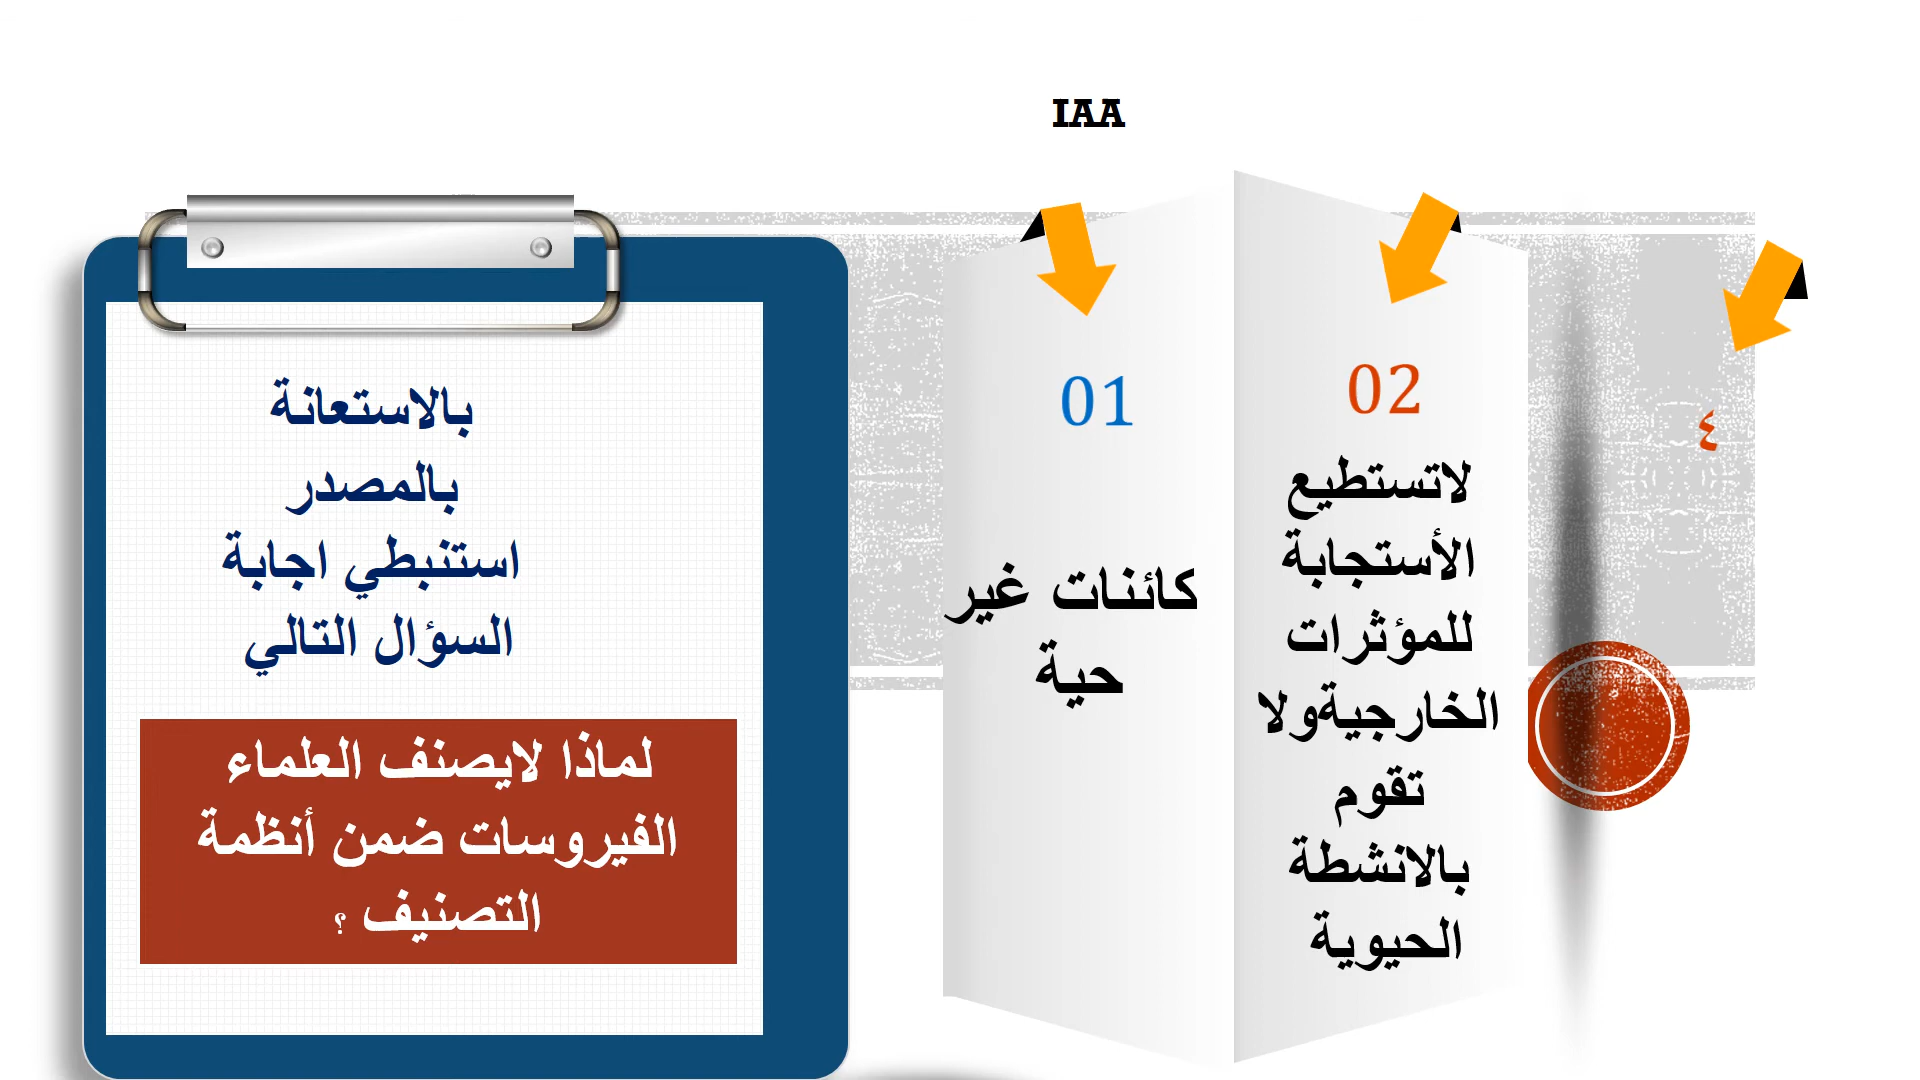 IAA
بالاستعانة
بالمصدر
استنبطي اجابة
السؤال التالي
لماذا لايصنف العلماء
الفيروسات ضمن أنظمة
التصنيف ؟
01
كائنات غير
حية
02
لاتستطيع
الأستجابة
للمؤثرات
الخارجيةولا
تقوم
بالانشطة
الحيوية
٤